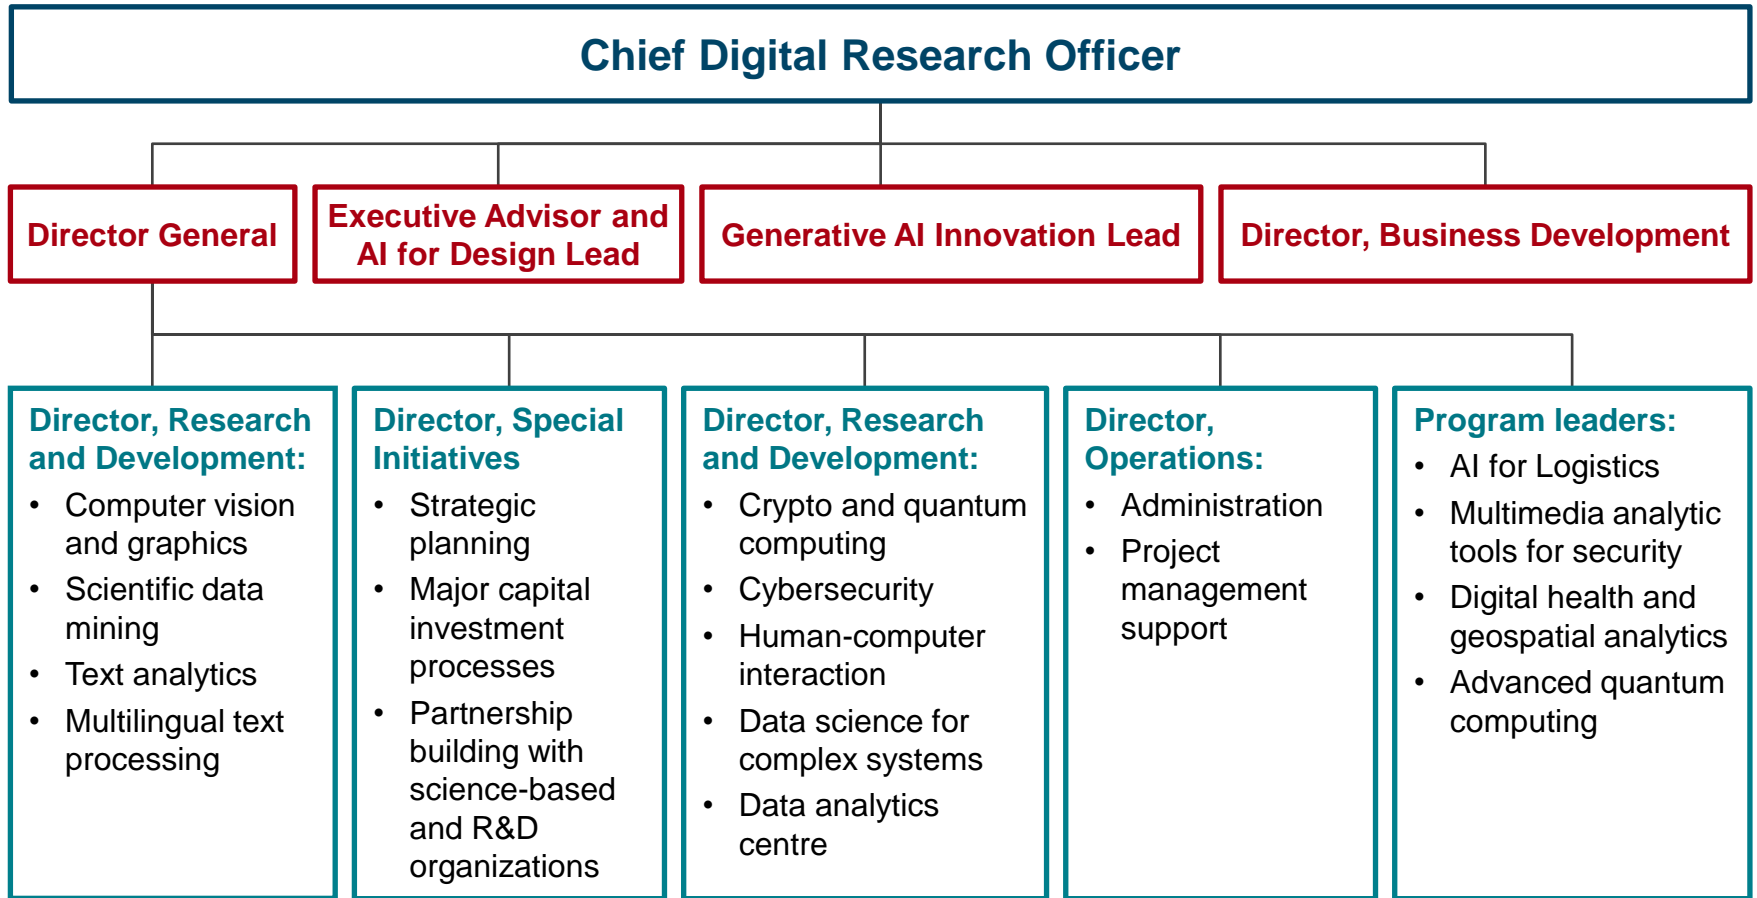 Chief Digital Research Officer
Director General
Executive Advisor and
AI for Design Lead
Generative AI Innovation Lead
Director, Business Development
Director, Research
and Development:
• Computer vision
and graphics
• Scientific data
mining
• Text analytics
• Multilingual text
processing
Director, Special
Initiatives
• Strategic
planning
• Major capital
investment
processes
• Partnership
building with
science-based
and R&D
organizations
Director, Research
and Development:
• Crypto and quantum
computing
• Cybersecurity
• Human-computer
interaction
• Data science for
complex systems
• Data analytics
centre
Director,
Operations:
• Administration
• Project
management
support
Program leaders:
• AI for Logistics
• Multimedia analytic
tools for security
• Digital health and
geospatial analytics
• Advanced quantum
computing